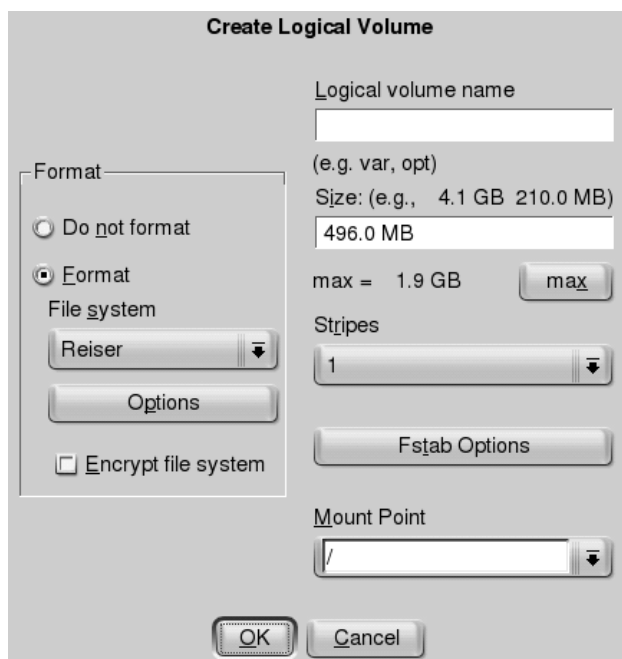 Create Logical Volume
Format
Do not format
Format
File system
Reiser
Options
Encrypt file system
Logical volume name
(e.g. var, opt)
Size: (e.g., 4.1 GB 210.0 MB)
496.0 MB
max = 1.9 GB
max
Stripes
1
Fstab Options
Mount Point
/
OK
Cancel